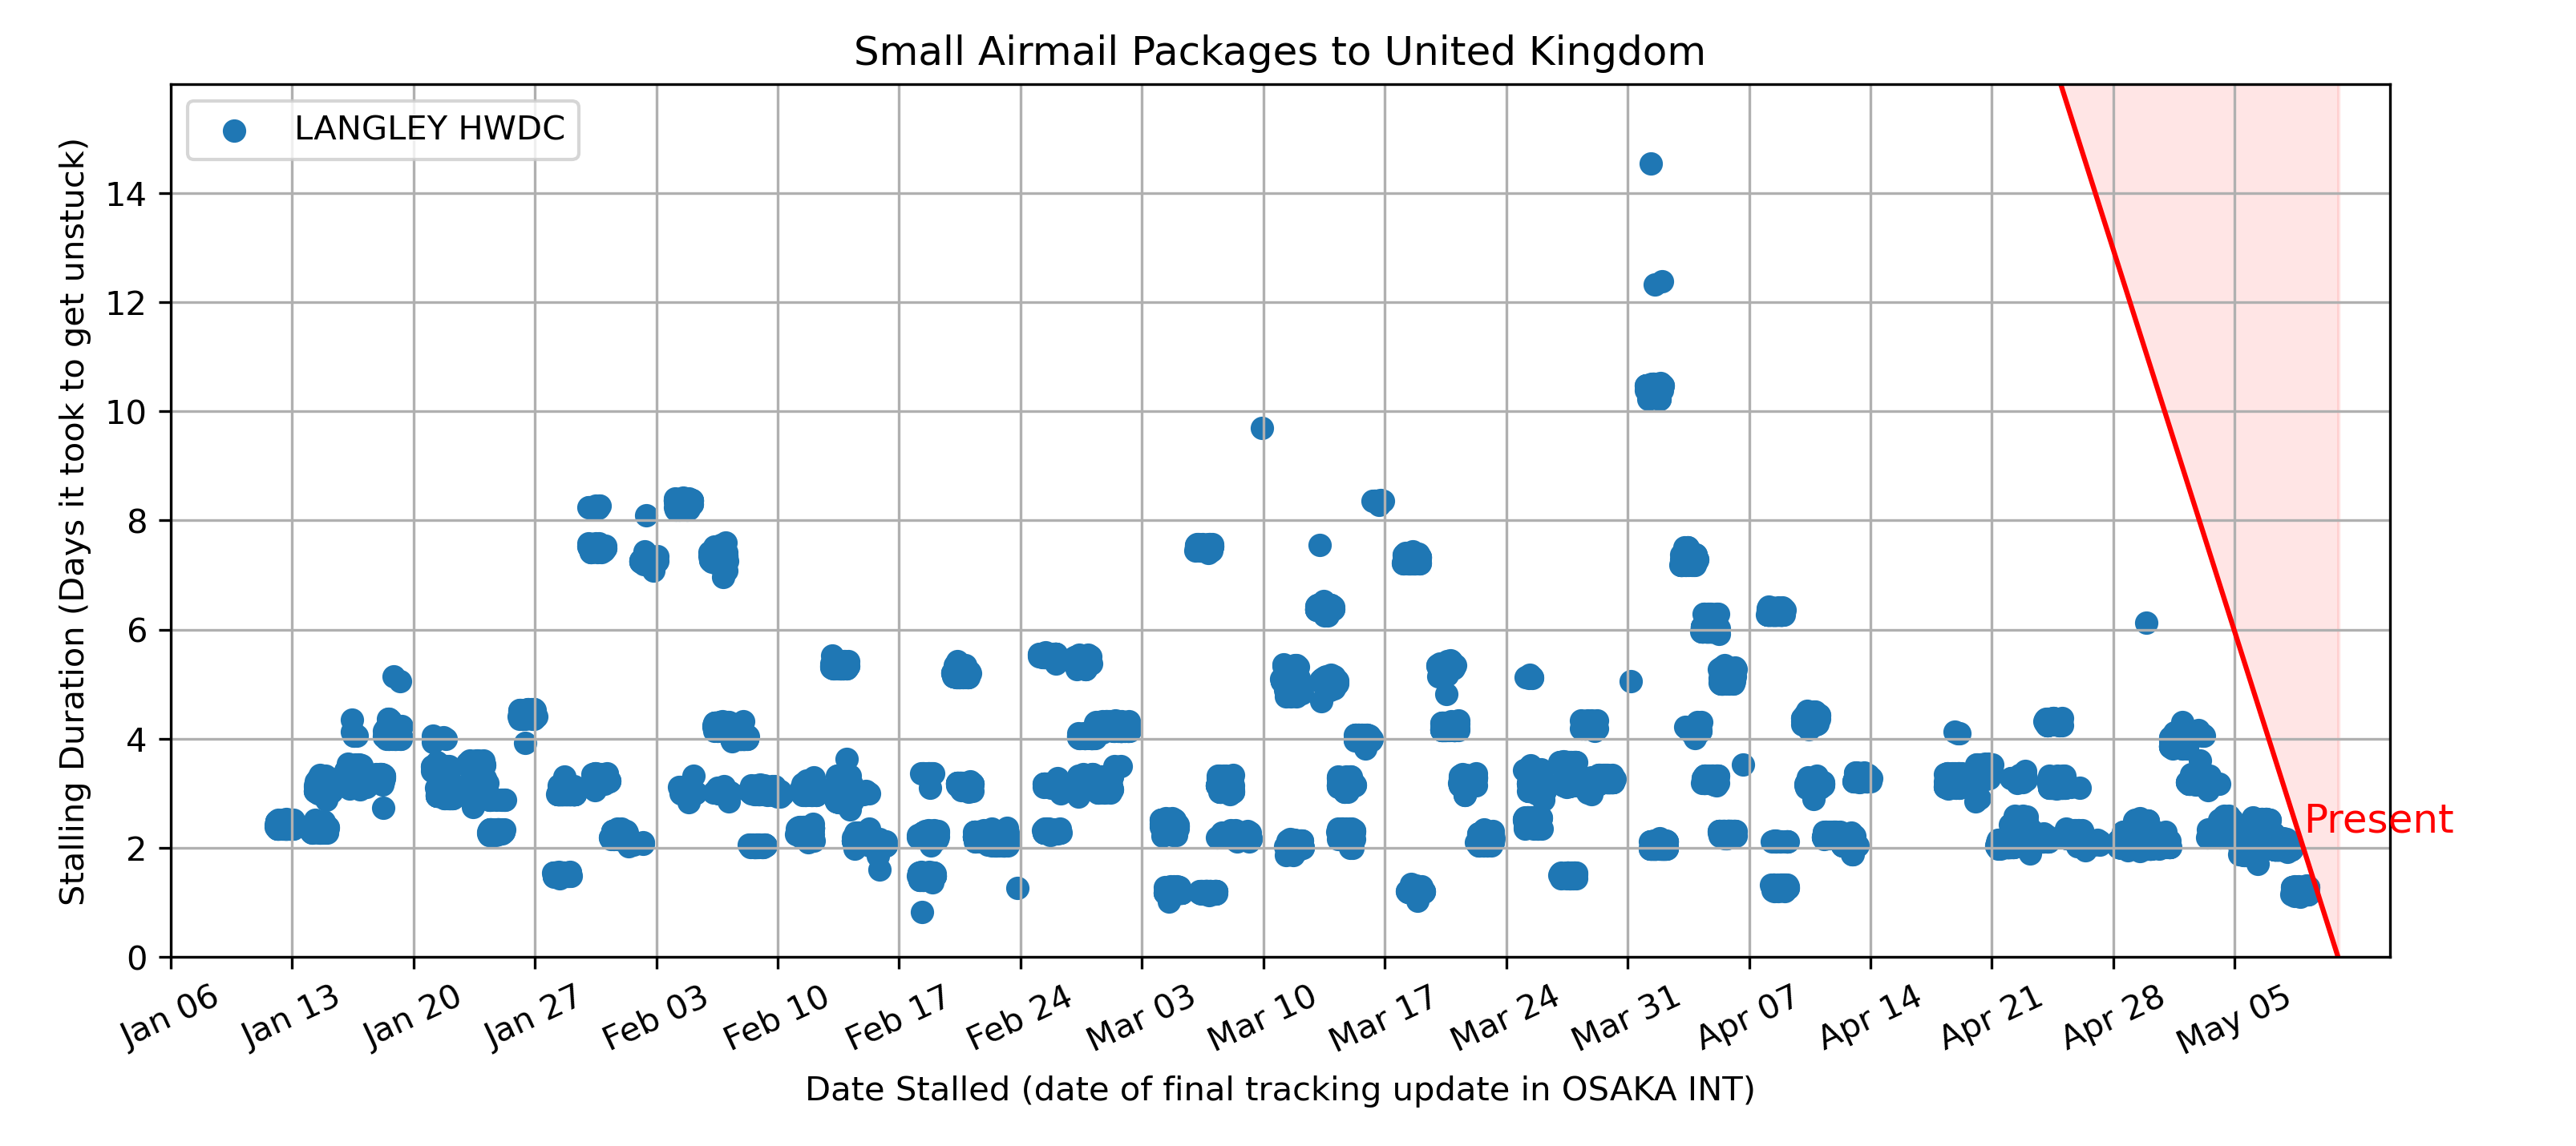 Small Airmail Packages to United Kingdom
LANGLEY HWDC
Stalling Duration (Days it took to get unstuck)
14
12
10
8
6
4
2
0
Present
Jan 06
Jan 13
Jan 20
Jan 27
Feb 03
Feb 10
Feb 17
Feb 24
Mar 03
Mar 10
Mar 17
Mar 24
Mar 31
Apr 07
Apr 14
Apr 21
Apr 28
May 05
Date Stalled (date of final tracking update in OSAKA INT)